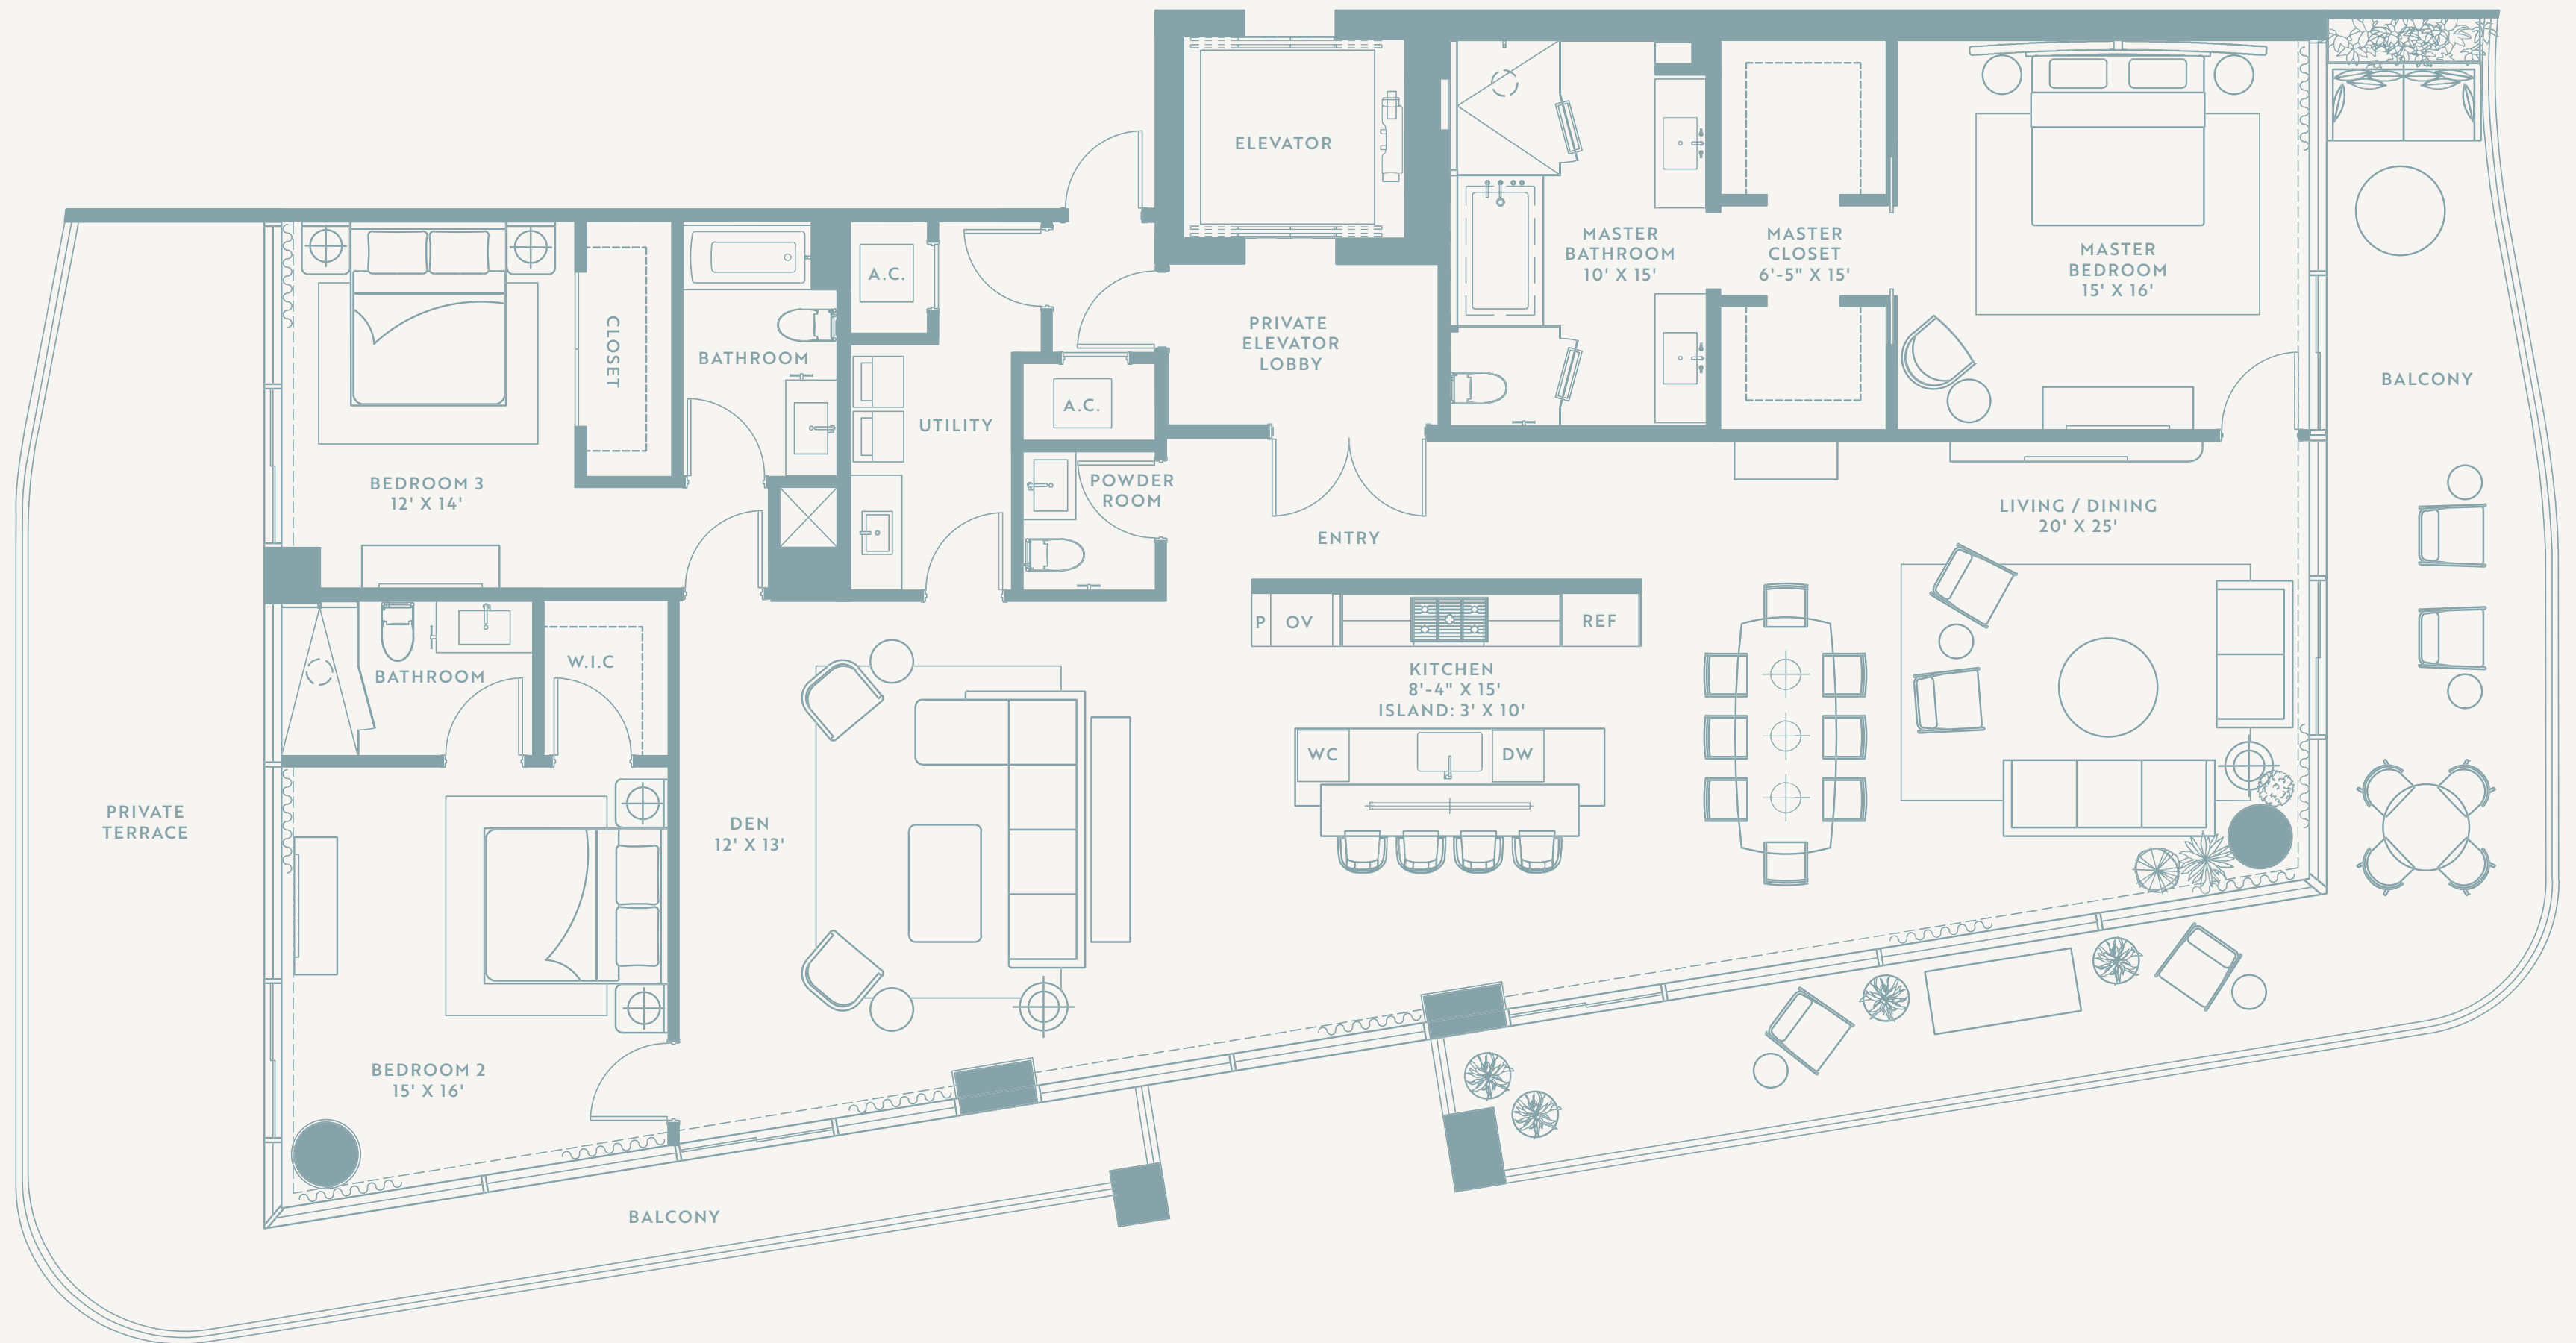 ELEVATOR
MASTER
BATHROOM
10' X 15'
MASTER
CLOSET
6'-5" X 15'
MASTER
BEDROOM
15' X 16'
A.C.
PRIVATE
ELEVATOR
LOBBY
CLOSET
BATHROOM
BALCONY
A.C.
UTILITY
BEDROOM 3
12' X 14'
POWDER
ROOM
LIVING / DINING
20' X 25'
ENTRY
P
OV
REF
W.I.C
BATHROOM
KITCHEN
8'-4" X 15'
ISLAND: 3' X 10'
WC
DW
PRIVATE
TERRACE
DEN
12' X 13'
BEDROOM 2
15' X 16'
BALCONY